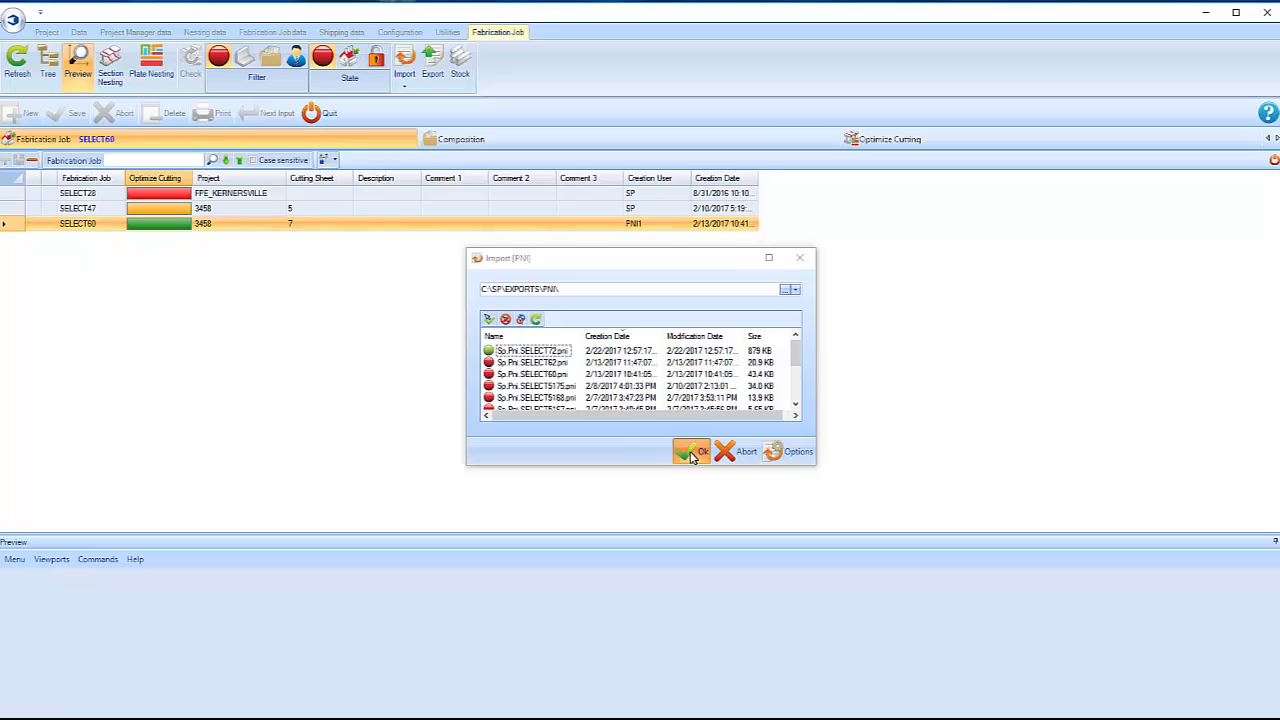 Project Data Project Manager data Nesting data Fabrication Job data Shipping data Configuration Utilities Fabrication Job
Refresh Tree Preview Section Nesting Plate Nesting Check Filter State Import Export Stock
New Save Abort Delete Print Next Input Quit
Fabrication Job SELECT60 Composition Optimize Cutting
Fabrication Job Case sensitive
Fabrication Job Optimize Cutting Project Cutting Sheet Description Comment 1 Comment 2 Comment 3 Creation User Creation Date
SELECT28 FPE_KERNERSVILLE SP 8/31/2016 10:10...
SELECT47 3458 5 SP 2/10/2017 5:19:...
SELECT60 3458 7 PNI1 2/13/2017 10:41...
Import [PNI]
C:\SP\EXPORTS\PNI\
Name Creation Date Modification Date Size
Sp.Pni.SELECT72.pni 2/22/2017 12:57:17... 2/22/2017 12:57:17... 879 KB
Sp.Pni.SELECT62.pni 2/13/2017 11:47:07... 2/13/2017 11:47:07... 20.9 KB
Sp.Pni.SELECT60.pni 2/13/2017 10:41:05... 2/13/2017 10:41:05... 43.4 KB
Sp.Pni.SELECT5175.pni 2/8/2017 4:01:33 PM 2/10/2017 2:13:01 ... 34.0 KB
Sp.Pni.SELECT5168.pni 2/7/2017 3:47:23 PM 2/7/2017 3:53:11 PM 13.9 KB
Ok Abort Options
Preview
Menu Viewports Commands Help